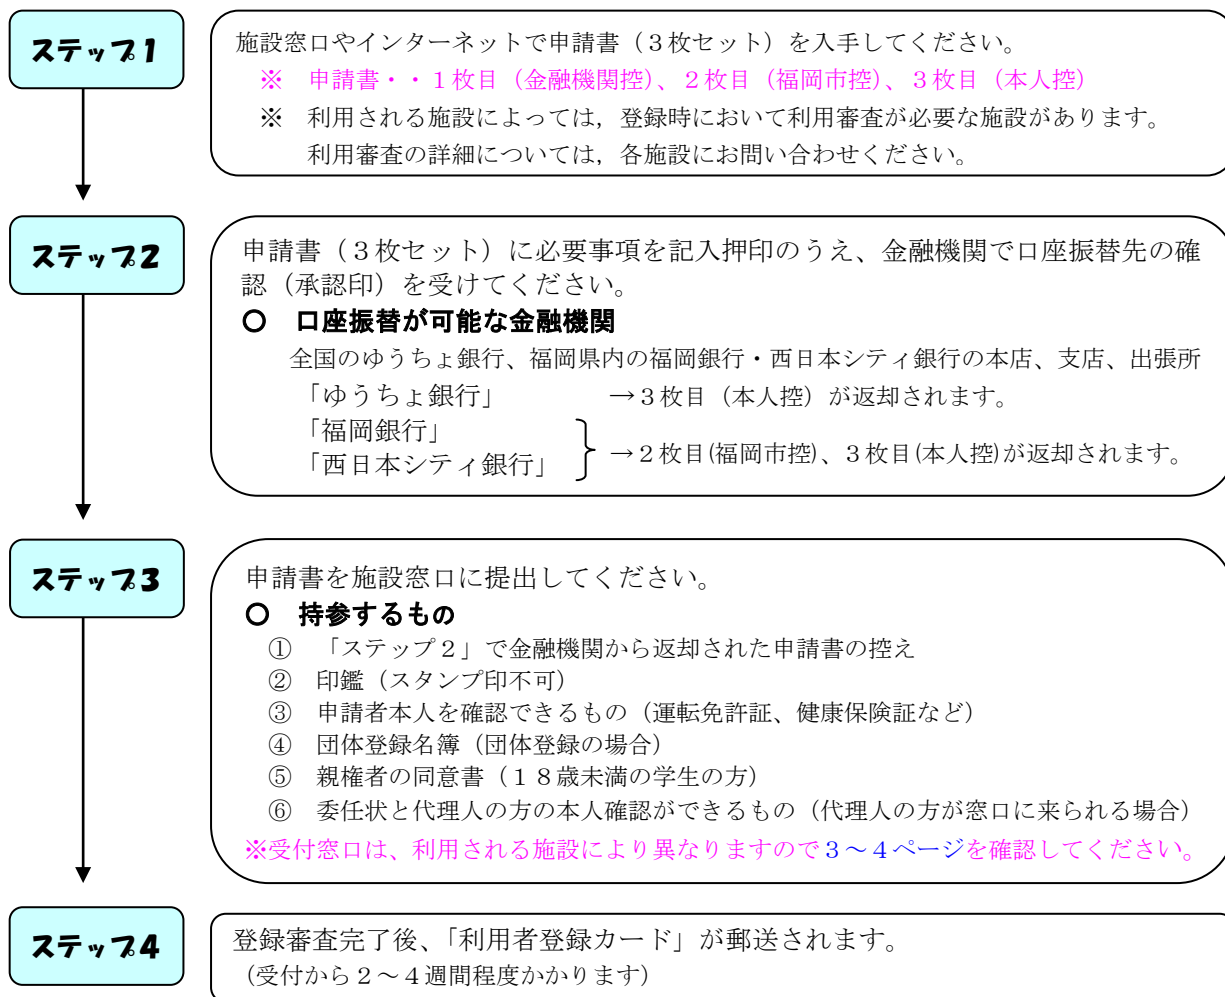 ステップ1
施設窓口やインターネットで申請書（３枚セット）を入手してください。
※　申請書・・１枚目（金融機関控）、２枚目（福岡市控）、３枚目（本人控）
※　利用される施設によっては，登録時において利用審査が必要な施設があります。
利用審査の詳細については，各施設にお問い合わせください。
ステップ2
申請書（３枚セット）に必要事項を記入押印のうえ、金融機関で口座振替先の確
認（承認印）を受けてください。
○　口座振替が可能な金融機関
全国のゆうちょ銀行、福岡県内の福岡銀行・西日本シティ銀行の本店、支店、出張所
「ゆうちょ銀行」　→３枚目（本人控）が返却されます。
「福岡銀行」
「西日本シティ銀行」　→２枚目(福岡市控)、３枚目(本人控)が返却されます。
ステップ3
申請書を施設窓口に提出してください。
○　持参するもの
①　「ステップ２」で金融機関から返却された申請書の控え
②　印鑑（スタンプ印不可）
③　申請者本人を確認できるもの（運転免許証、健康保険証など）
④　団体登録名簿（団体登録の場合）
⑤　親権者の同意書（１８歳未満の学生の方）
⑥　委任状と代理人の方の本人確認ができるもの（代理人の方が窓口に来られる場合）
※受付窓口は、利用される施設により異なりますので３～４ページを確認してください。
ステップ4
登録審査完了後、「利用者登録カード」が郵送されます。
（受付から２～４週間程度かかります）